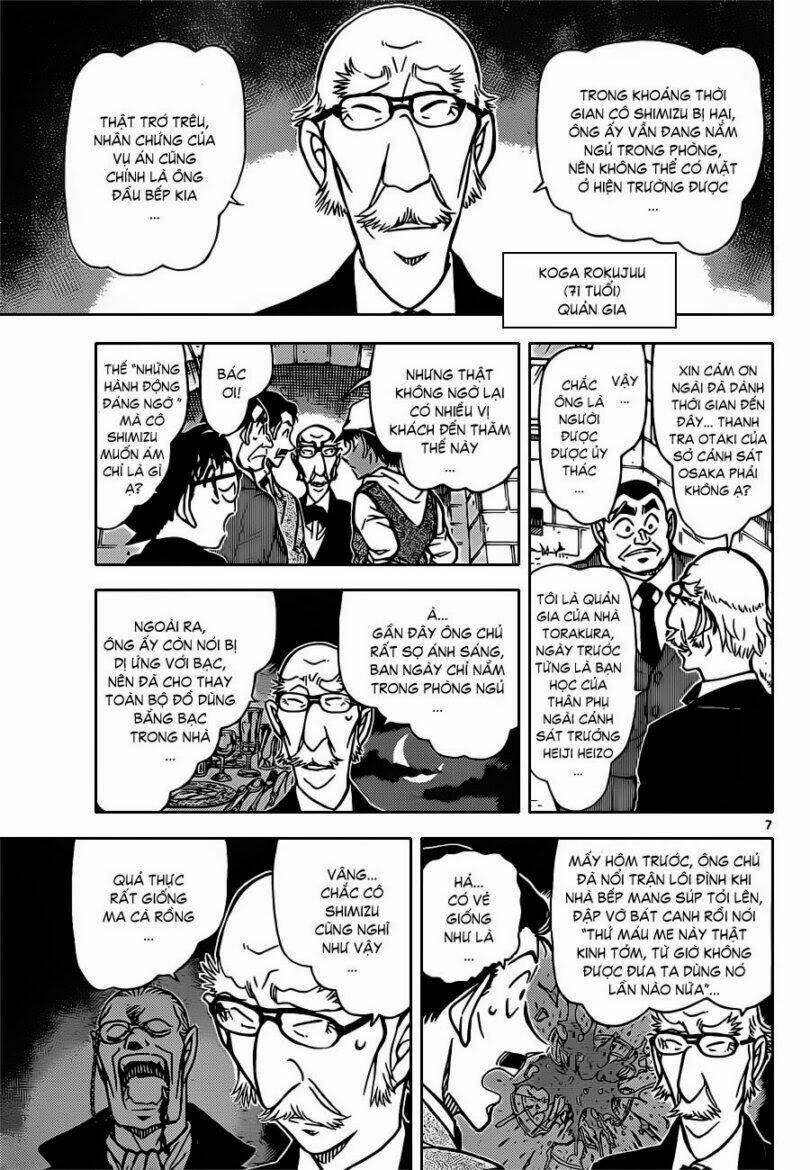 TRONG KHOẢNG THỜI
GIAN CÔ SHIMIZU BỊ HẠI,
ÔNG ẤY VẪN ĐANG NẰM
NGỦ TRONG PHÒNG,
NÊN KHÔNG THỂ CÓ MẶT
Ở HIỆN TRƯỜNG ĐƯỢC
...
THẬT TRỚ TRÊU,
NHÂN CHỨNG CỦA
VỤ ÁN CŨNG
CHÍNH LÀ ÔNG
ĐẦU BẾP KIA
...
KOGA ROKUJUU
(71 TUỔI)
QUẢN GIA
XIN CẢM ƠN
NGÀI ĐÃ DÀNH
THỜI GIAN ĐẾN
ĐÂY... THANH
TRA OTAKI CỦA
SỞ CẢNH SÁT
OSAKA PHẢI
KHÔNG Ạ?
VẬY
...
CHẮC
ÔNG LÀ
NGƯỜI
ĐƯỢC
ĐƯỢC ỦY
THÁC
...
TÔI LÀ QUẢN
GIA CỦA NHÀ
TORAKURA,
NGÀY TRƯỚC
TỪNG LÀ BẠN
HỌC CỦA
THÂN PHỤ
NGÀI CẢNH
SÁT TRƯỞNG
HEIJI HEIZO
...
NHƯNG THẬT
KHÔNG NGỜ LẠI
CÓ NHIỀU VỊ
KHÁCH ĐẾN THĂM
THẾ NÀY
...
BÁC
ƠI!
THẾ "NHỮNG
HÀNH ĐỘNG
ĐÁNG NGỜ"
MÀ CÔ
SHIMIZU
MUỐN ÁM
CHỈ LÀ GÌ
Ạ?
À...
GẦN ĐÂY ÔNG CHỦ
RẤT SỢ ÁNH SÁNG,
BAN NGÀY CHỈ NẰM
TRONG PHÒNG NGỦ
...
NGOÀI RA,
ÔNG ẤY CÒN NÓI BỊ
DỊ ỨNG VỚI BẠC,
NÊN ĐÃ CHO THAY
TOÀN BỘ ĐỒ DÙNG
BẰNG BẠC
TRONG NHÀ
...
7
MẤY HÔM TRƯỚC, ÔNG CHỦ
ĐÃ NỔI TRẬN LÔI ĐÌNH KHI
NHÀ BẾP MANG SÚP TỎI LÊN,
ĐẬP VỠ BÁT CANH RỒI NÓI
"THỨ MÁU ME NÀY THẬT
KINH TỞM, TỪ GIỜ KHÔNG
ĐƯỢC ĐƯA TA DÙNG NÓ
LẦN NÀO NỮA"...
HẢ...
CÓ VẺ
GIỐNG
NHƯ LÀ
...
VÂNG...
CHẮC CÔ
SHIMIZU
CŨNG NGHĨ
NHƯ VẬY
...
QUẢ THỰC
RẤT GIỐNG
MA CÀ RỒNG
...